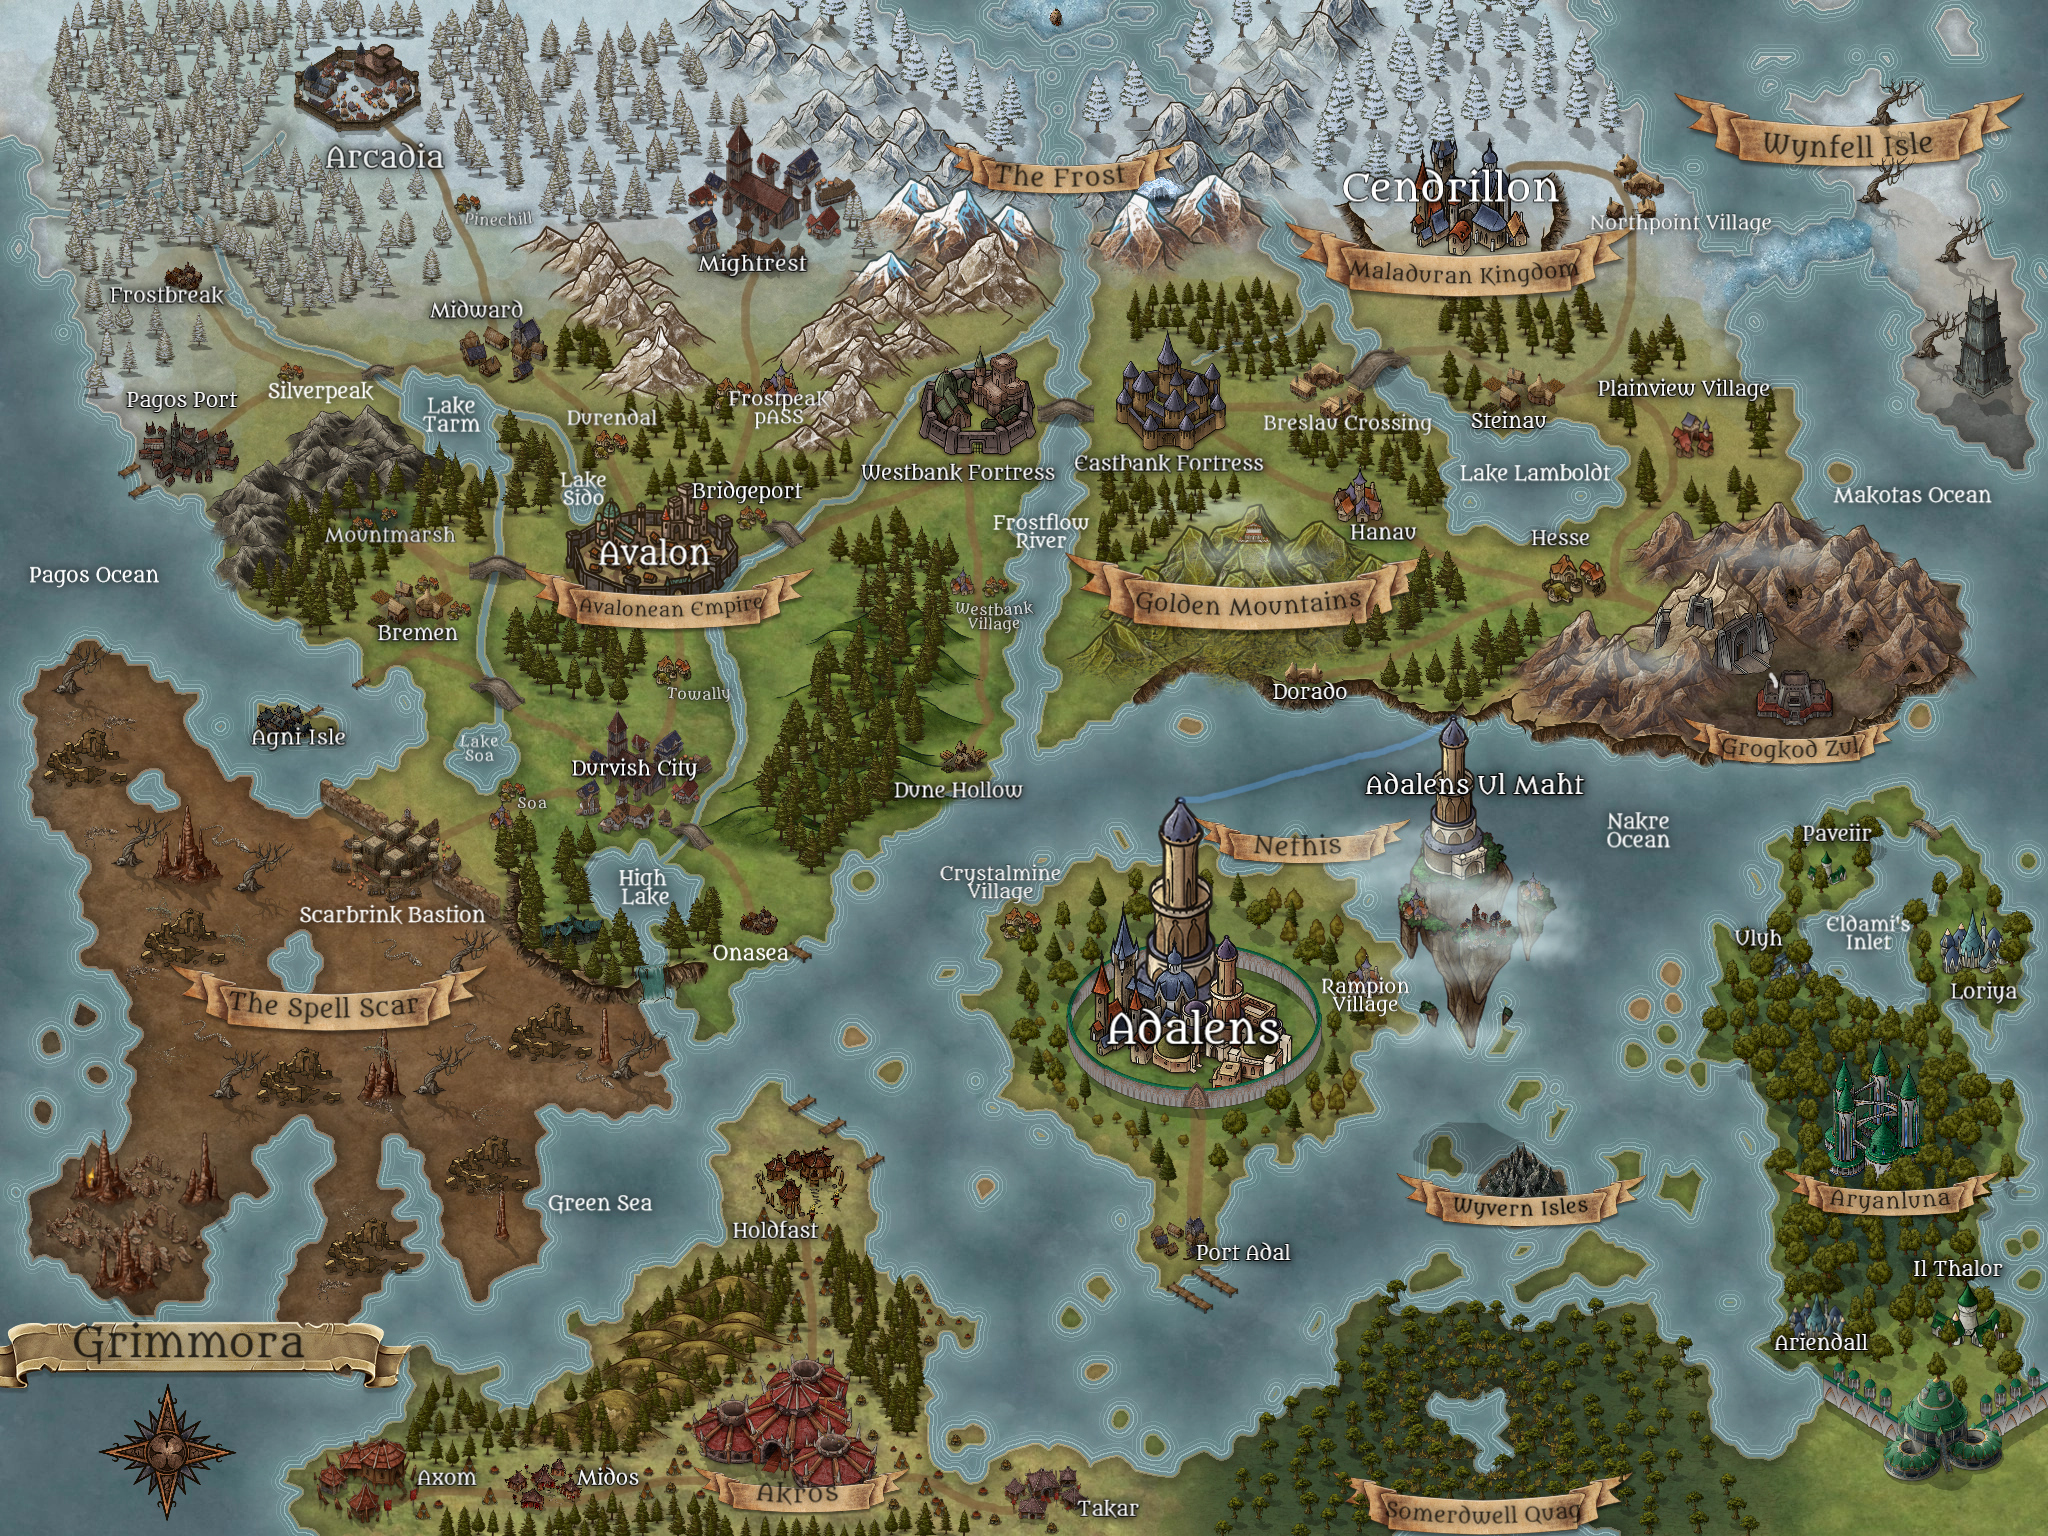 Arcadia
The Frost
Wynfell Isle
Cendrillon
Pinechill
Northpoint Village
Mightrest
Maladuran Kingdom
Frostbreak
Midward
Silverpeak
Pagos Port
Lake
Tarm
Durendal
Frostpeak
pASS
Breslau Crossing
Steinau
Plainview Village
Westbank Fortress
Eastbank Fortress
Lake Lamboldt
Makotas Ocean
Lake
Sido
Bridgeport
Mountmarsh
Avalon
Frostflow
River
Hanau
Hesse
Pagos Ocean
Avalonean Empire
Golden Mountains
Westbank
Village
Bremen
Towally
Dorado
Agni Isle
Lake
Soa
Grogkod Zul
Durvish City
Dune Hollow
Adalens Ul Maht
Soa
Nakre
Ocean
Paveiir
Nethis
Crystalmine
Village
High
Lake
Scarbrink Bastion
Onasea
Ulyh
Eldami's
Inlet
Loriya
Rampion
Village
The Spell Scar
Adalens
Green Sea
Holdfast
Port Adal
Wyvern Isles
Aryanluna
Il Thalor
Ariendall
Grimmora
Axom
Midos
Akros
Takar
Somerdwell Quag